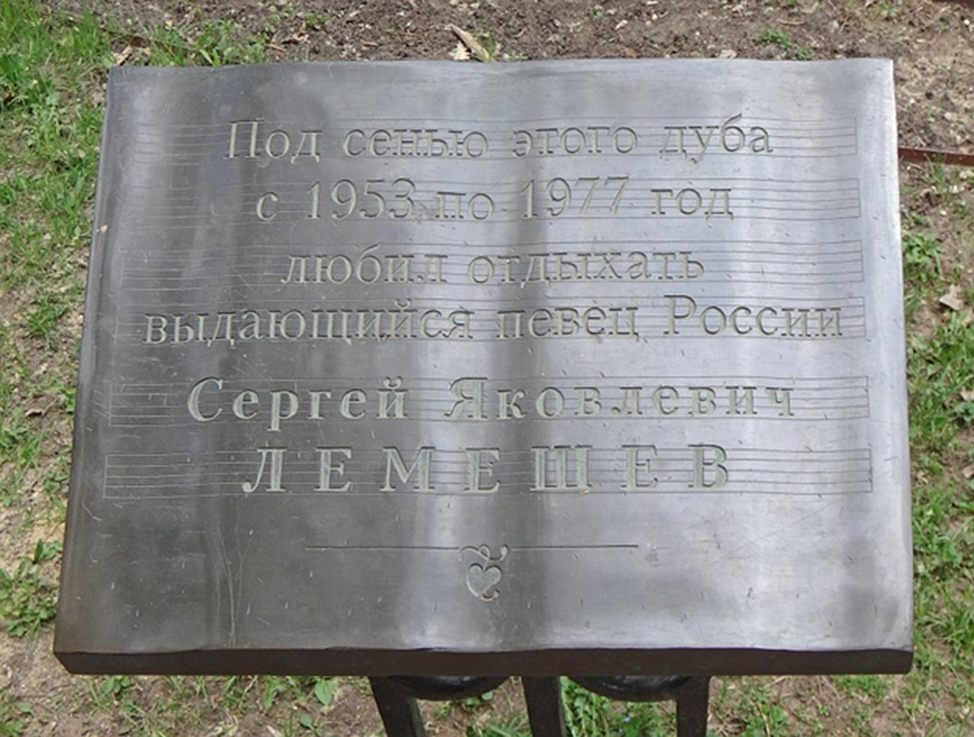 Под сенью этого дуба
с 1953 по 1977 год
любил отдыхать
выдающийся певец России
Сергей Яковлевич
ЛЕМЕШЕВ